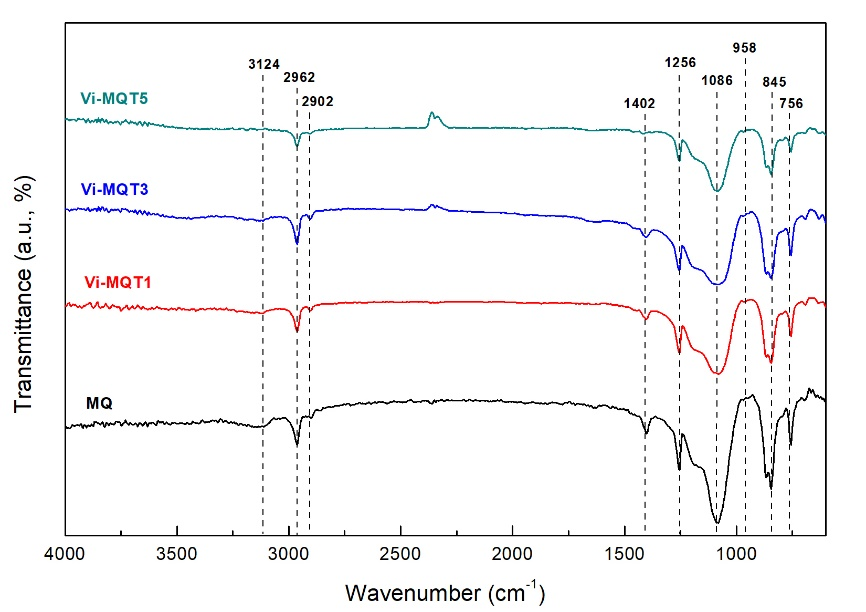 958
3124
1256
2962
1086
845
Vi-MQT5
2902
1402
756
Vi-MQT3
Vi-MQT1
MQ
Transmittance (a.u., %)
4000 3500 3000 2500 2000 1500 1000
Wavenumber (cm⁻¹)